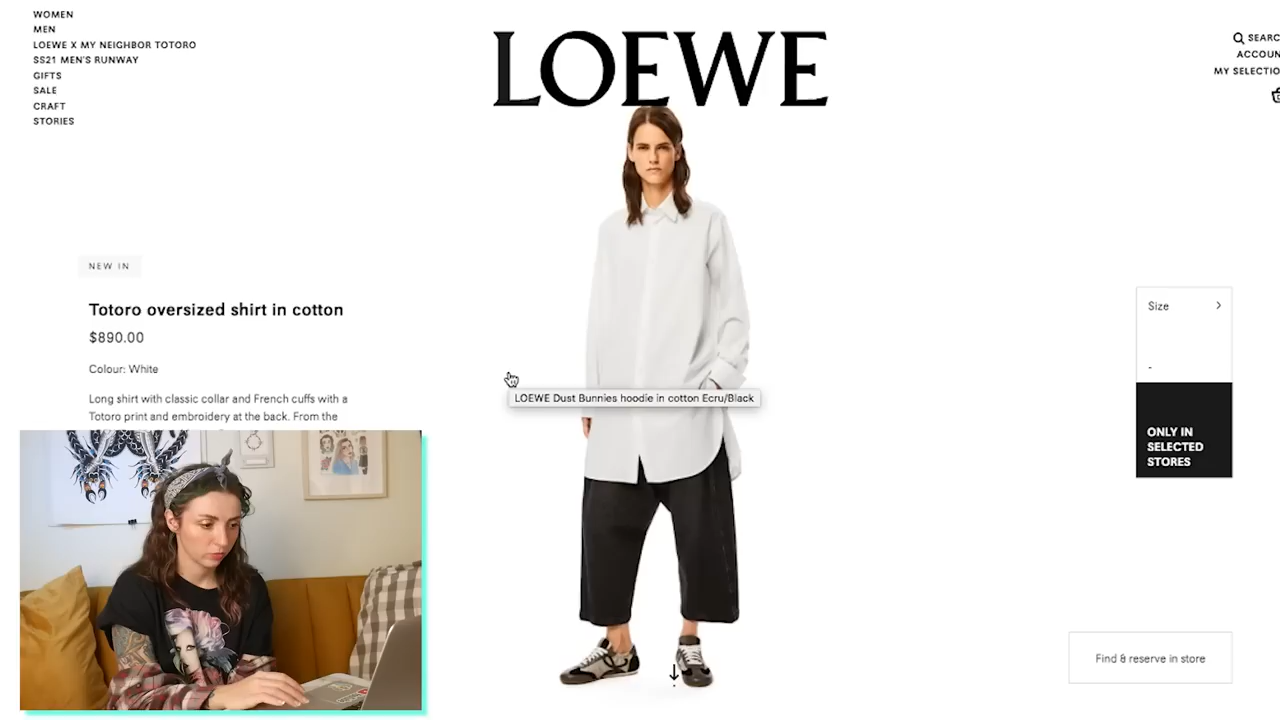 WOMEN
MEN
LOEWE X MY NEIGHBOR TOTORO
SS21 MEN'S RUNWAY
GIFTS
SALE
CRAFT
STORIES
LOEWE
SEARC
ACCOUN
MY SELECTIO
NEW IN
Totoro oversized shirt in cotton
$890.00
Colour: White
Long shirt with classic collar and French cuffs with a
Totoro print and embroidery at the back. From the
LOEWE Dust Bunnies hoodie in cotton Ecru/Black
Size
-
ONLY IN
SELECTED
STORES
Find & reserve in store